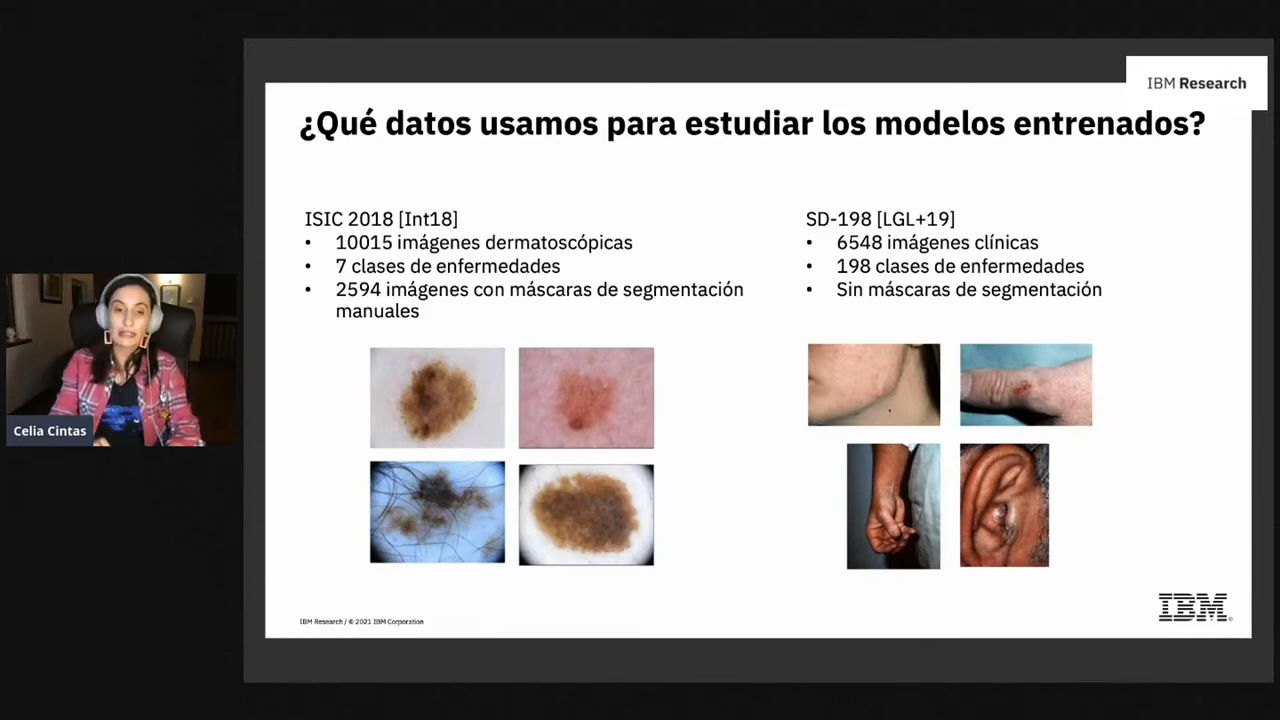 IBM Research
¿Qué datos usamos para estudiar los modelos entrenados?
ISIC 2018 [Int18]
• 10015 imágenes dermatoscópicas
• 7 clases de enfermedades
• 2594 imágenes con máscaras de segmentación
manuales
SD-198 [LGL+19]
• 6548 imágenes clínicas
• 198 clases de enfermedades
• Sin máscaras de segmentación
Celia Cintas
IBM Research / © 2021 IBM Corporation
IBM®